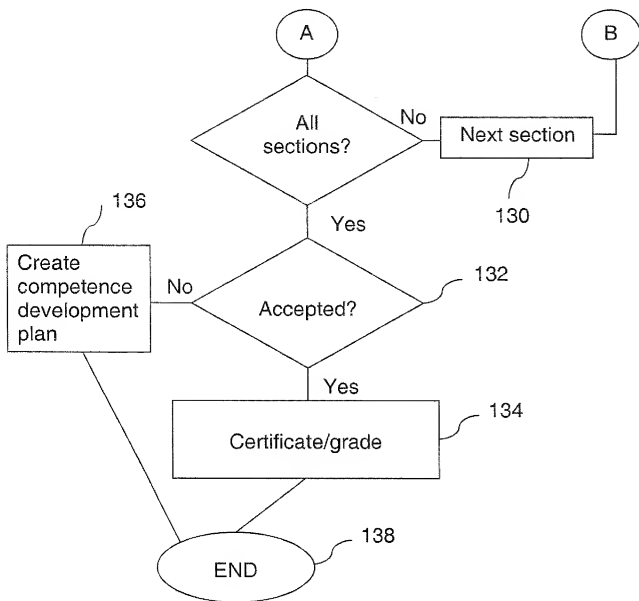 A
B
All
sections?
No
Next section
130
Yes
136
Create
competence
development
plan
No
Accepted?
132
Yes
Certificate/grade
134
END
138